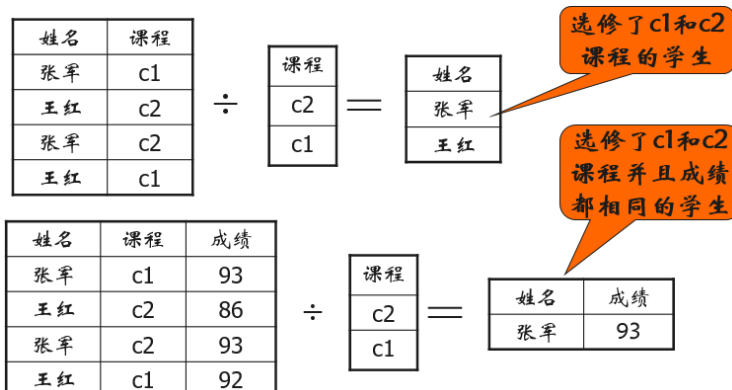 姓名 课程
张军 c1
王红 c2
张军 c2
王红 c1
÷
课程
c2
c1
=
姓名
张军
王红
选修了c1和c2
课程的学生
选修了c1和c2
课程并且成绩
都相同的学生
姓名 课程 成绩
张军 c1 93
王红 c2 86
张军 c2 93
王红 c1 92
÷
课程
c2
c1
=
姓名 成绩
张军 93